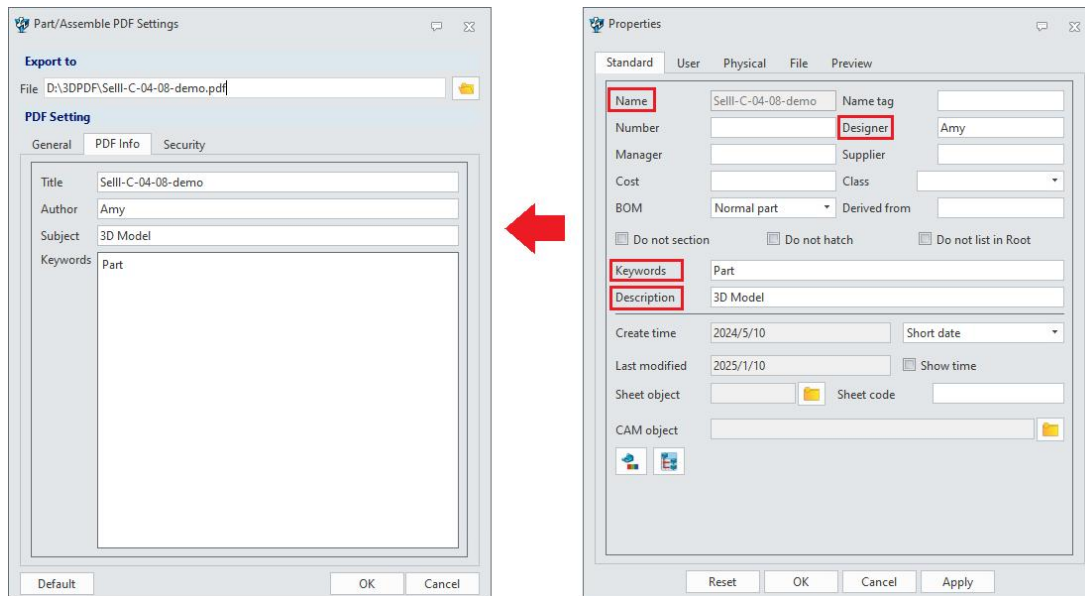 Part/Assemble PDF Settings
Export to
File D:\3DPDF\SeIII-C-04-08-demo.pdf
PDF Setting
General PDF Info Security
Title SeIII-C-04-08-demo
Author Amy
Subject 3D Model
Keywords Part
Default OK Cancel
Properties
Standard User Physical File Preview
Name SeIII-C-04-08-demo Name tag
Number Designer Amy
Manager Supplier
Cost Class
BOM Normal part Derived from
Do not section Do not hatch Do not list in Root
Keywords Part
Description 3D Model
Create time 2024/5/10 Short date
Last modified 2025/1/10 Show time
Sheet object Sheet code
CAM object
Reset OK Cancel Apply